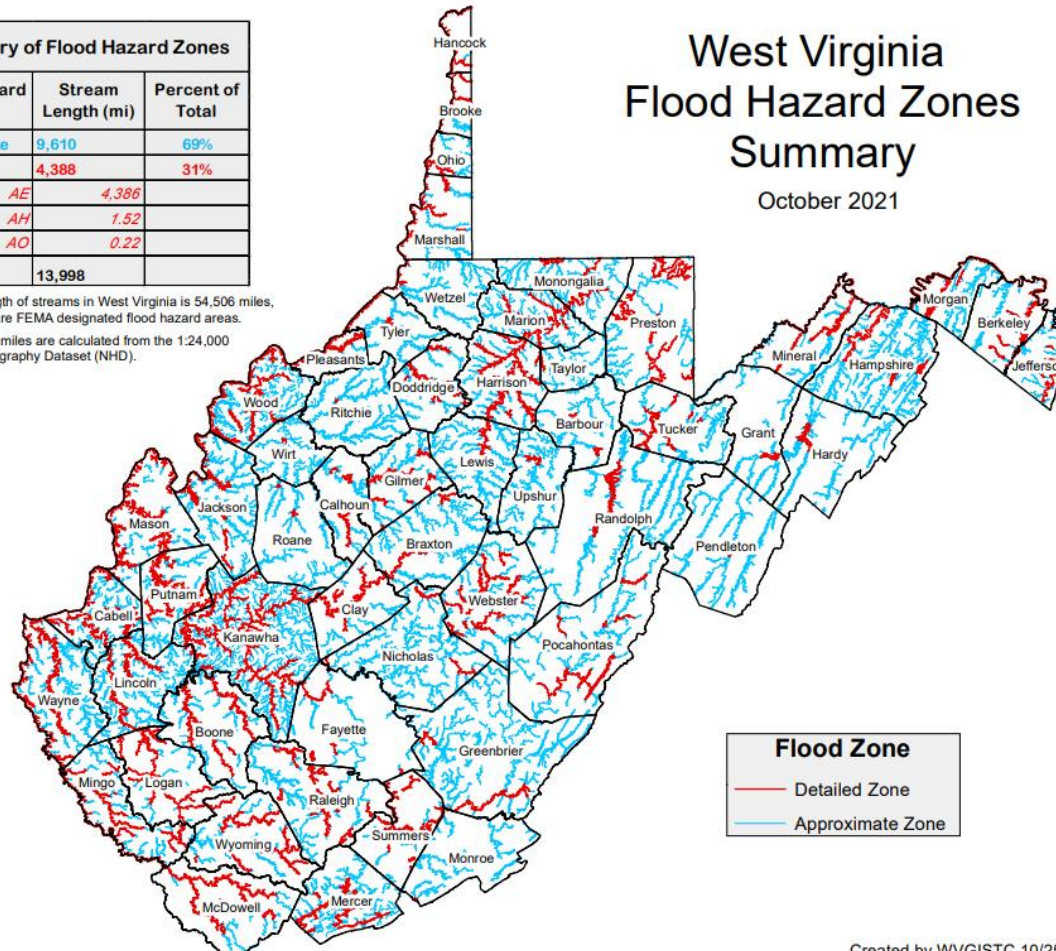 West Virginia
Flood Hazard Zones
Summary
October 2021
ry of Flood Hazard Zones
ard
Stream
Length (mi)
Percent of
Total
e 9,610 69%
4,388 31%
AE 4,386
AH 1.52
AO 0.22
13,998
gth of streams in West Virginia is 54,506 miles,
re FEMA designated flood hazard areas.
miles are calculated from the 1:24,000
graphy Dataset (NHD).
Hancock
Brooke
Ohio
Marshall
Wetzel
Monongalia
Marion
Preston
Tyler
Pleasants
Doddridge
Harrison
Taylor
Wood
Ritchie
Barbour
Tucker
Mineral
Hampshire
Morgan
Berkeley
Jefferso
Grant
Hardy
Wirt
Lewis
Gilmer
Calhoun
Upshur
Jackson
Roane
Randolph
Mason
Braxton
Pendleton
Putnam
Cabell
Clay
Webster
Kanawha
Nicholas
Pocahontas
Lincoln
Wayne
Boone
Fayette
Greenbrier
Mingo
Logan
Raleigh
Wyoming
Summers
Monroe
McDowell
Mercer
Flood Zone
Detailed Zone
Approximate Zone